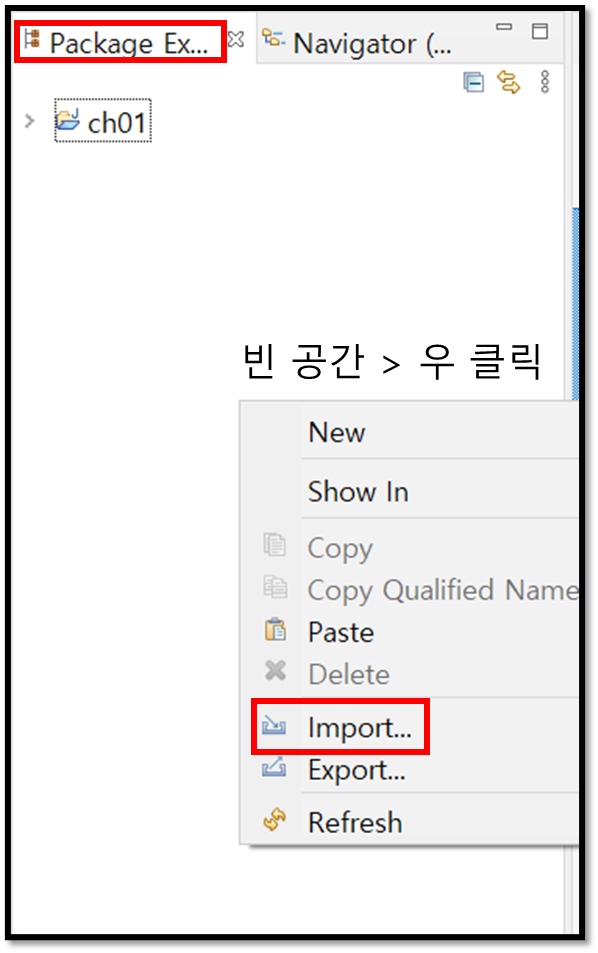 Package Ex...
Navigator (...
ch01
빈 공간 > 우 클릭
New
Show In
Copy
Copy Qualified Name
Paste
Delete
Import...
Export...
Refresh